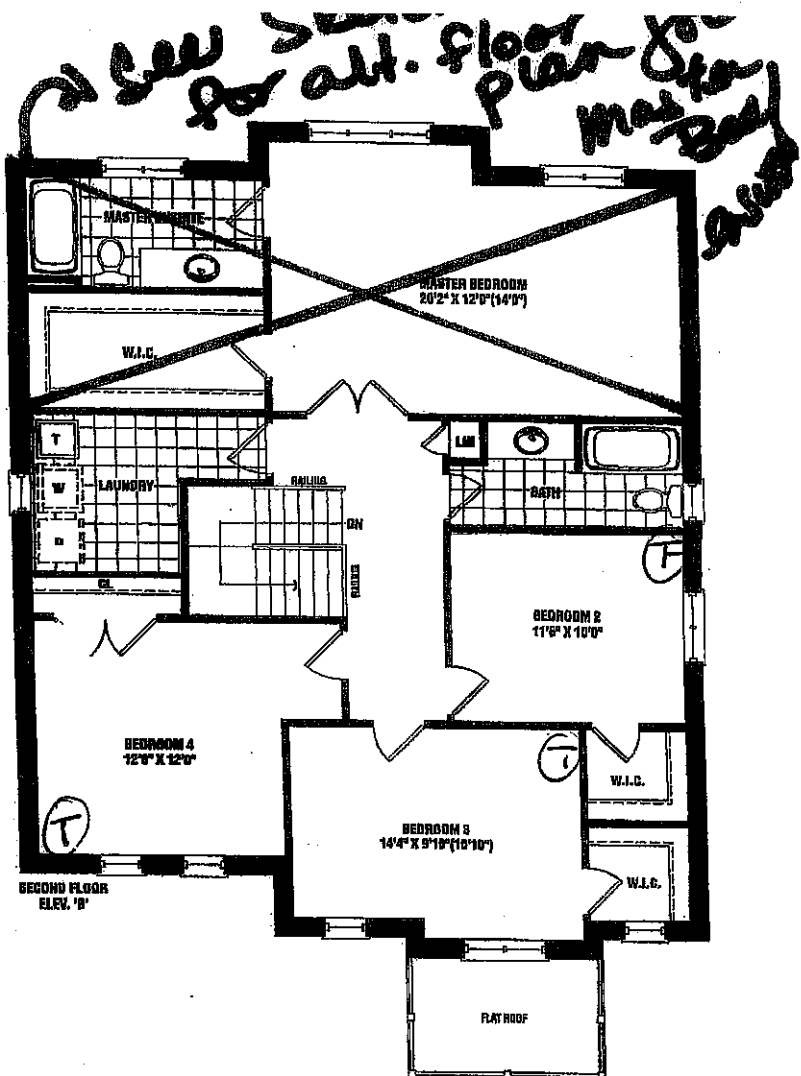 See
for alt. floor
plan for
master
Bed/
ensuite
MASTER ENSUITE
MASTER BEDROOM
20'2" X 12'0"(14'0")
W.I.C.
T
W
D
LAUNDRY
LIN
BATH
RAILING
DN
CL
T
BEDROOM 2
11'6" X 10'0"
BEDROOM 4
12'6" X 12'0"
T
T
W.I.C.
BEDROOM 3
14'4" X 9'10"(10'10")
W.I.C.
SECOND FLOOR
ELEV. 'B'
FLAT ROOF